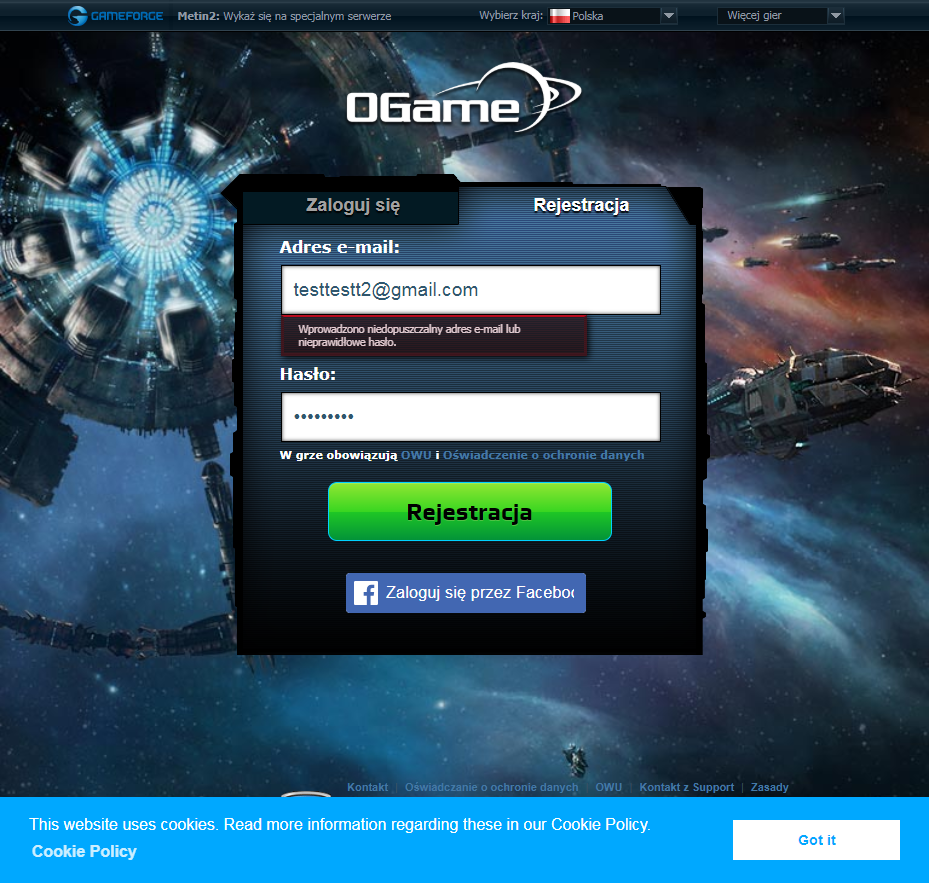 GAMEFORGE
Metin2: Wykaż się na specjalnym serwerze
Wybierz kraj:
Polska
Więcej gier
OGame
Zaloguj się
Rejestracja
Adres e-mail:
testtestt2@gmail.com
Wprowadzono niedopuszczalny adres e-mail lub
nieprawidłowe hasło.
Hasło:
•••••••••
W grze obowiązują OWU i Oświadczenie o ochronie danych
Rejestracja
Zaloguj się przez Faceboo
Kontakt | Oświadczanie o ochronie danych | OWU | Kontakt z Support | Zasady
This website uses cookies. Read more information regarding these in our Cookie Policy.
Cookie Policy
Got it